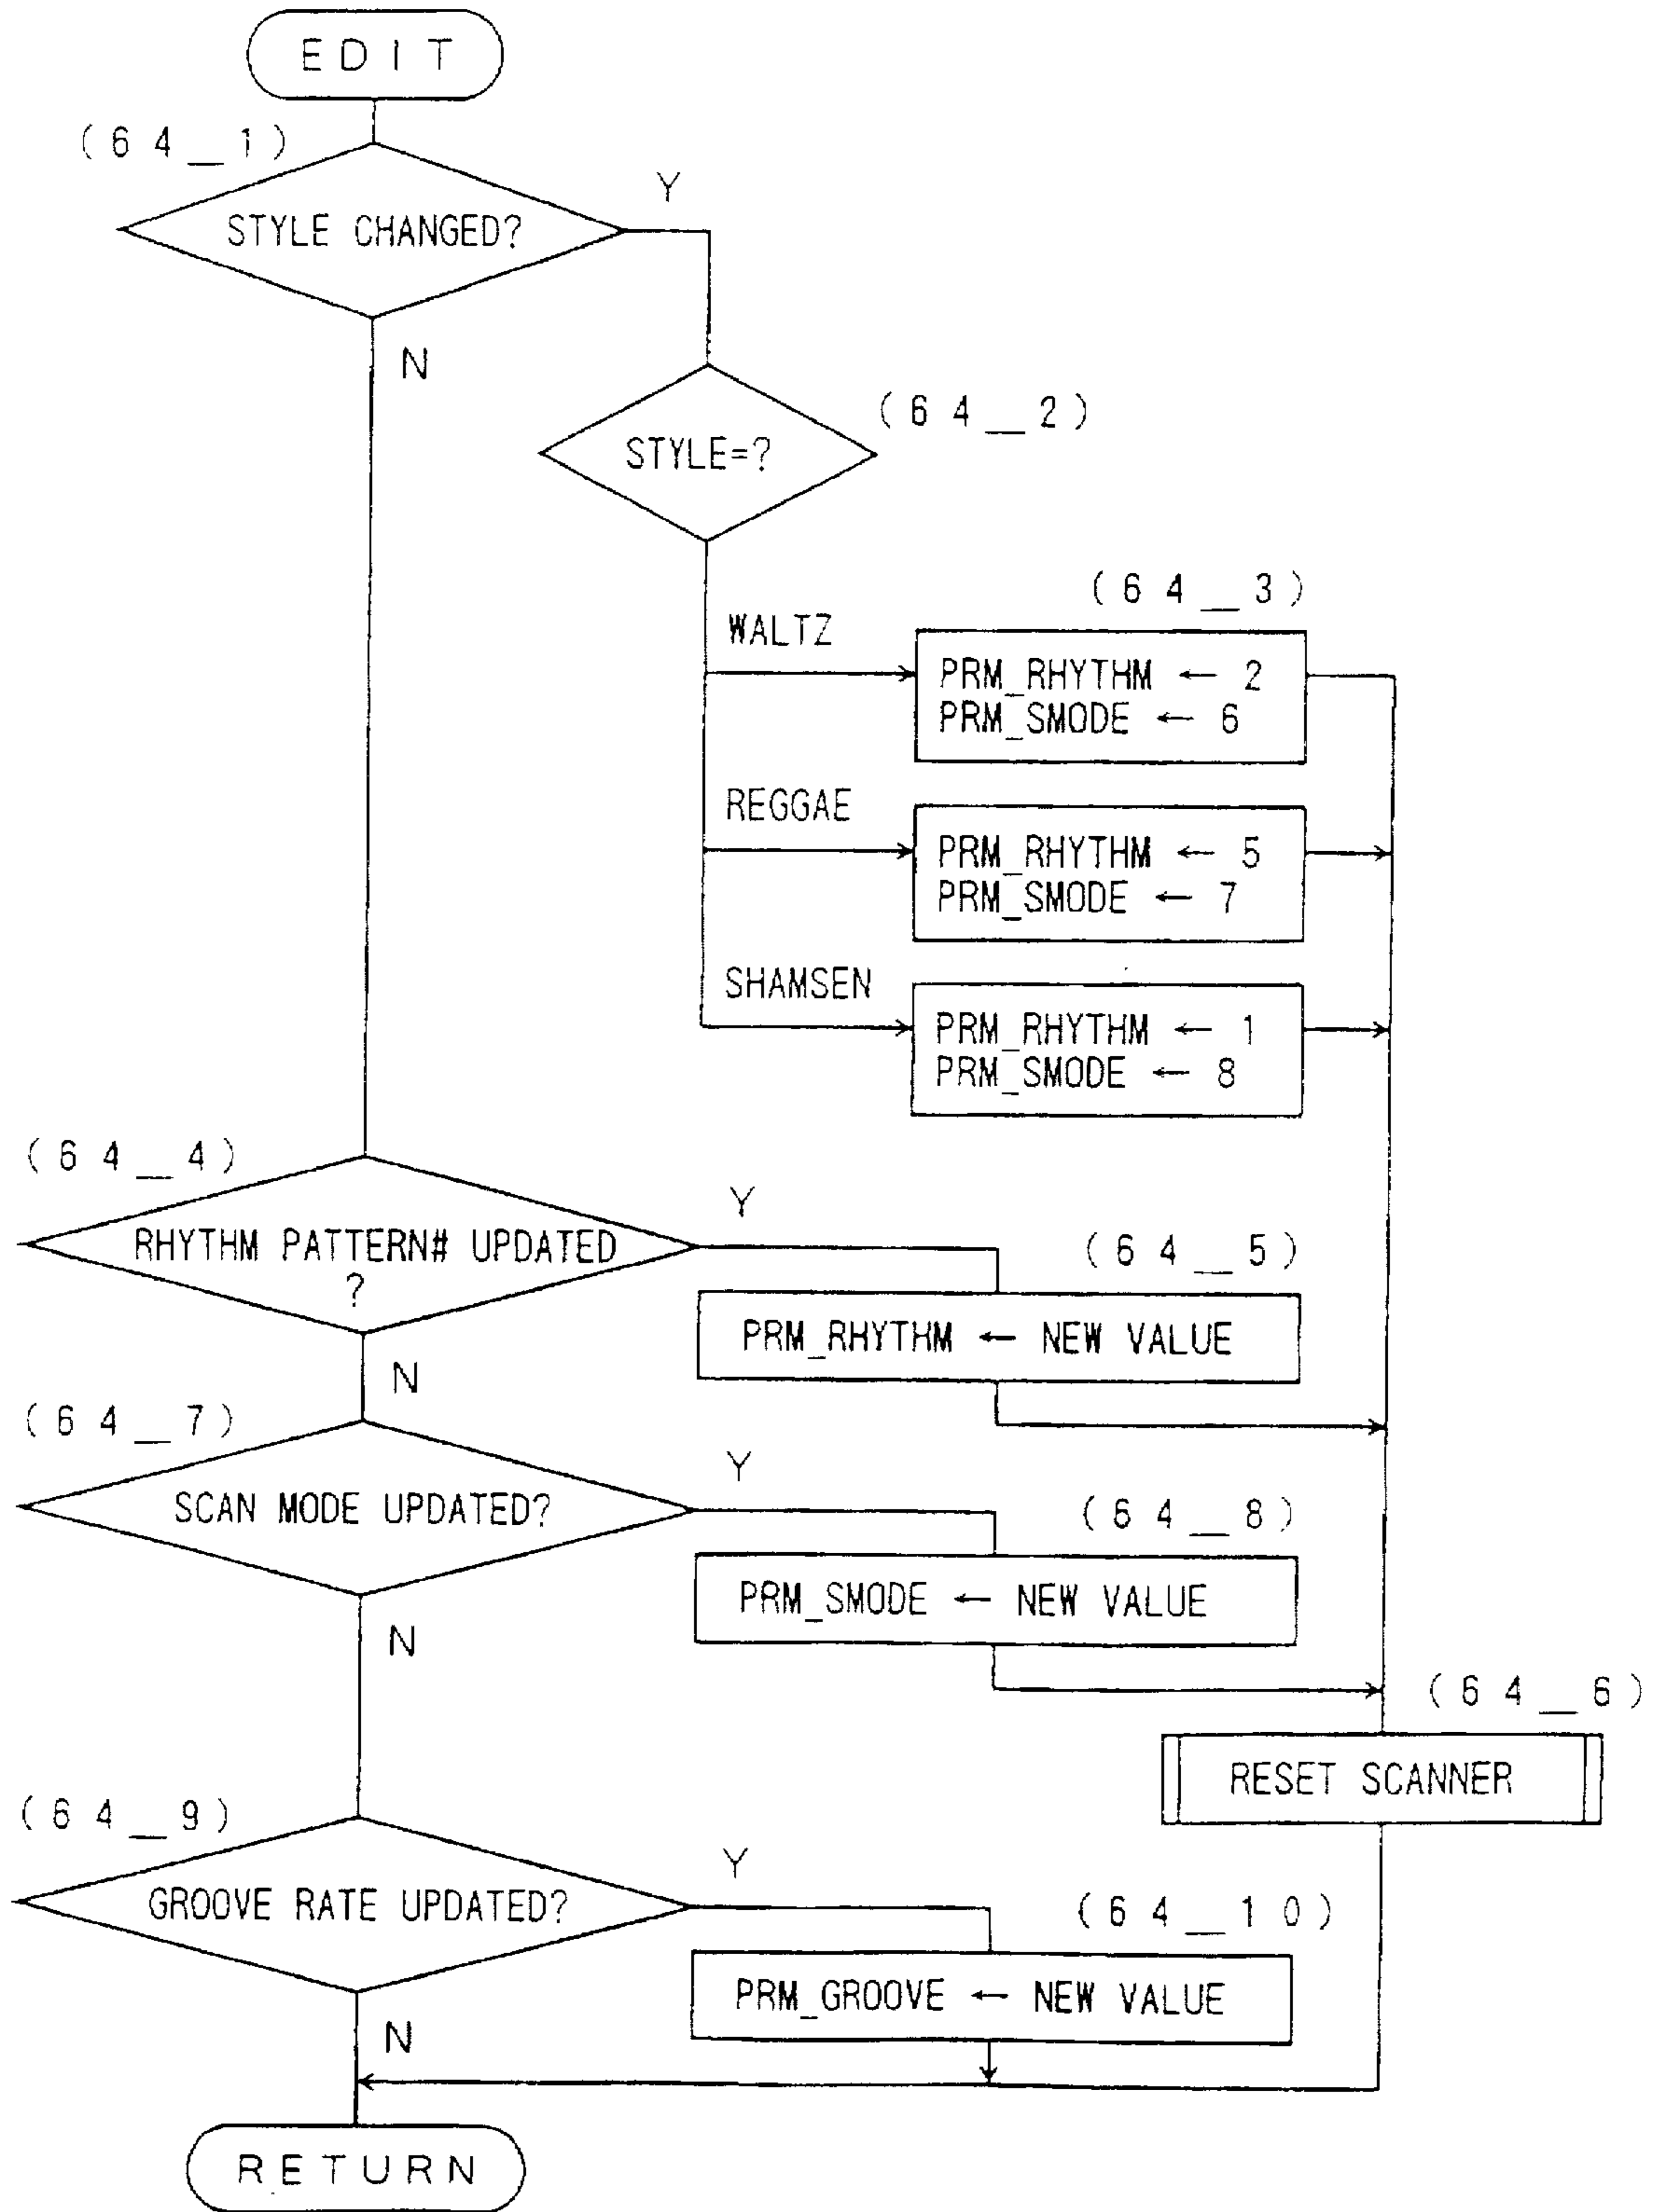 EDIT
(64_1)
STYLE CHANGED?
Y
N
(64_2)
STYLE=?
(64_3)
WALTZ
PRM_RHYTHM ← 2
PRM_SMODE ← 6
REGGAE
PRM_RHYTHM ← 5
PRM_SMODE ← 7
SHAMSEN
PRM_RHYTHM ← 1
PRM_SMODE ← 8
(64_4)
RHYTHM PATTERN# UPDATED
?
Y
(64_5)
PRM_RHYTHM ← NEW VALUE
N
(64_7)
SCAN MODE UPDATED?
Y
(64_8)
PRM_SMODE ← NEW VALUE
N
(64_6)
RESET SCANNER
(64_9)
GROOVE RATE UPDATED?
Y
(64_10)
PRM_GROOVE ← NEW VALUE
N
RETURN